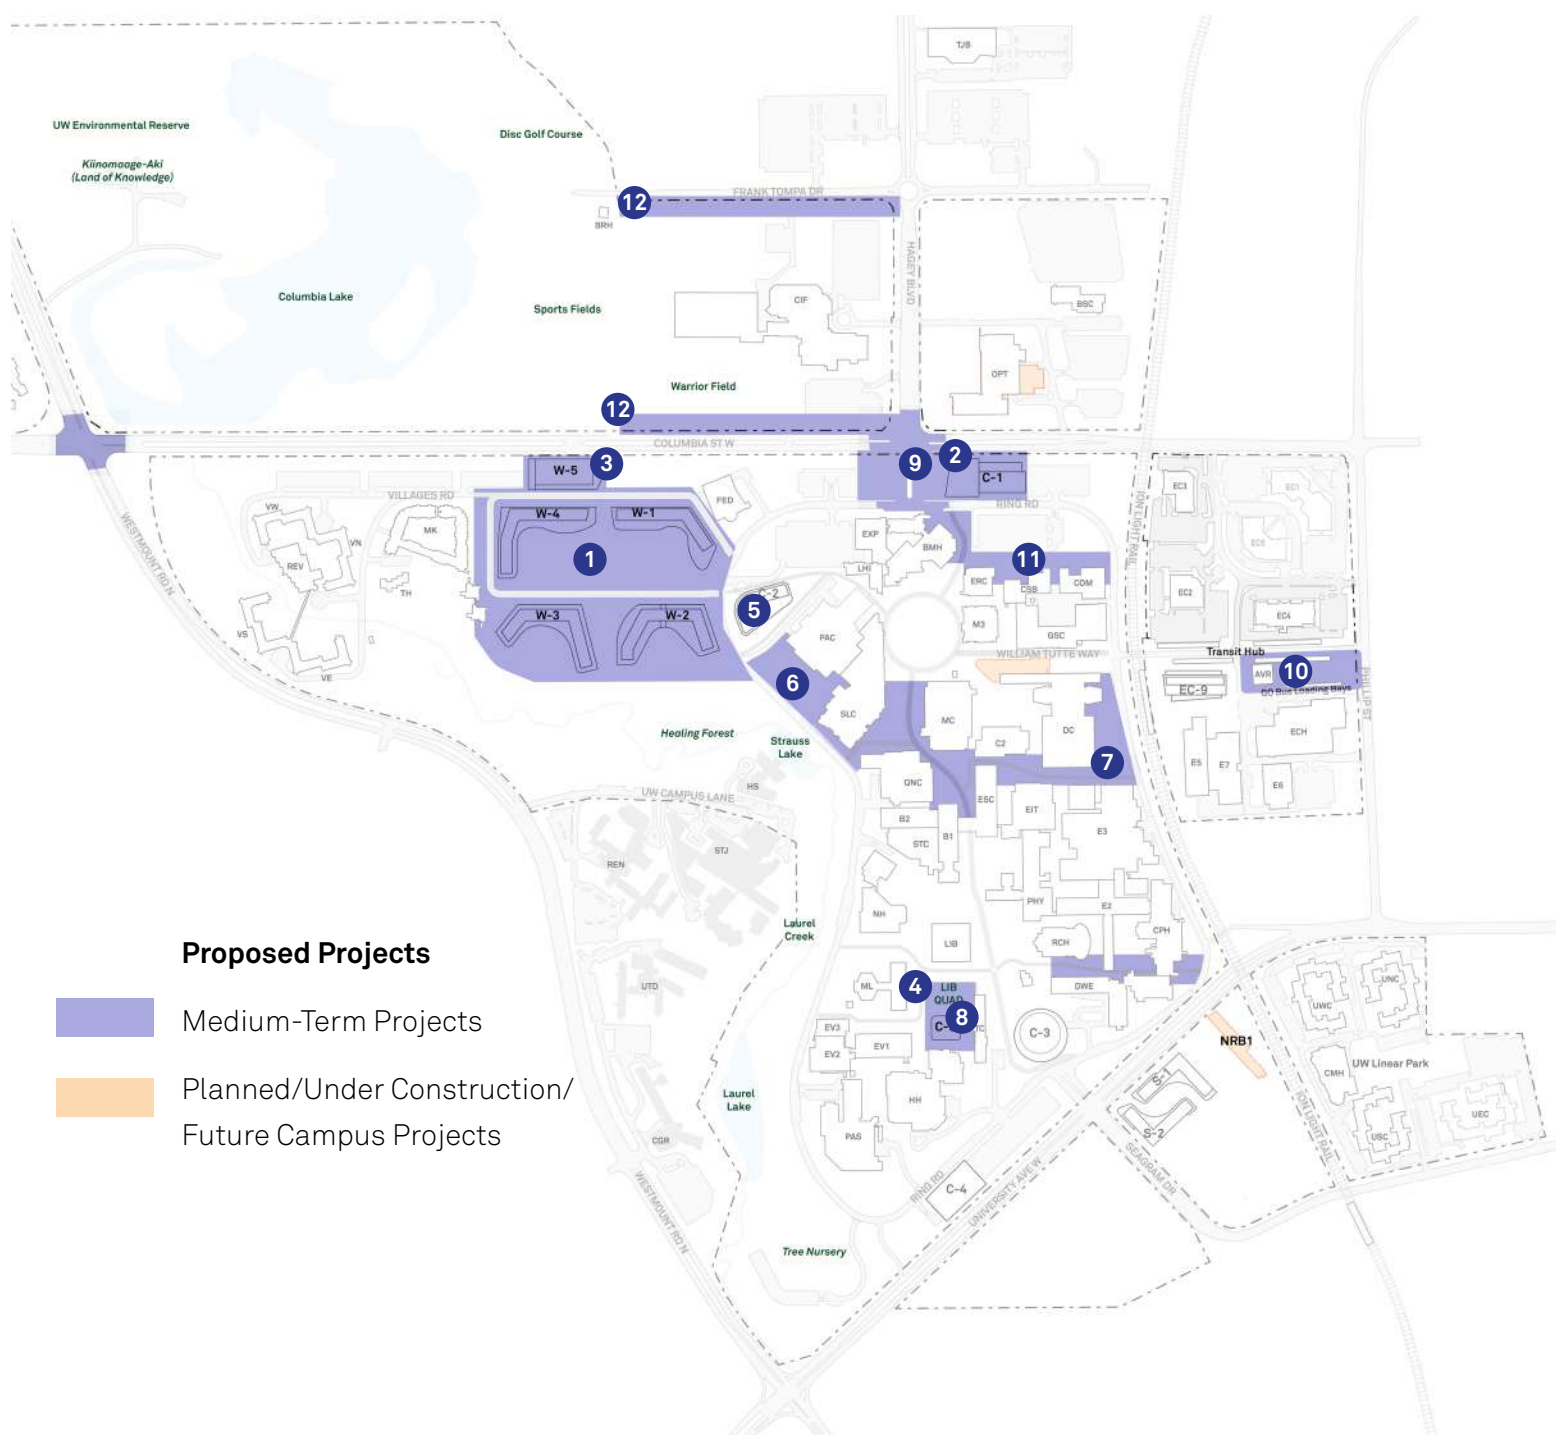 TJB
UW Environmental Reserve
Disc Golf Course
Kiinomaage-Aki
(Land of Knowledge)
FRANK TOMPA DR
12
BRH
HAGEY BLVD
Columbia Lake
Sports Fields
CIF
BSC
OPT
Warrior Field
12
COLUMBIA ST W
W-5
3
9
2
C-1
VILLAGES RD
FED
RING RD
ION LIGHT RAIL
EC3
VW
MK
W-4
W-1
VN
1
EXP
BMH
11
REV
LHI
TH
ERC
CSB
COM
EC2
C-2
5
EC4
VS
W-3
W-2
PAC
M3
GSC
WILLIAM TUTTE WAY
Transit Hub
VE
6
AVR
10
EC-9
GO Bus Loading Bays
PHILLIP ST
WESTMOUNT RD N
SLC
MC
DC
Healing Forest
Strauss
Lake
C2
ECH
7
E5
E7
QNC
E6
HS
UW CAMPUS LANE
ESC
EIT
B2
B1
E3
STC
STJ
REN
PHY
E2
NH
Laurel
Creek
LIB
RCH
CPH
Proposed Projects
Medium-Term Projects
Planned/Under Construction/
Future Campus Projects
UTD
ML
4
LIB
QUAD
DWE
UWC
UNC
8
EV3
C-3
NRB1
EV2
EV1
UW Linear Park
CMH
S-1
Laurel
Lake
HH
UEC
S-2
USC
PAS
CGR
SEAGRAM DR
ION LIGHT RAIL
RING RD
C-4
UNIVERSITY AVE W
WESTMOUNT RD N
Tree Nursery